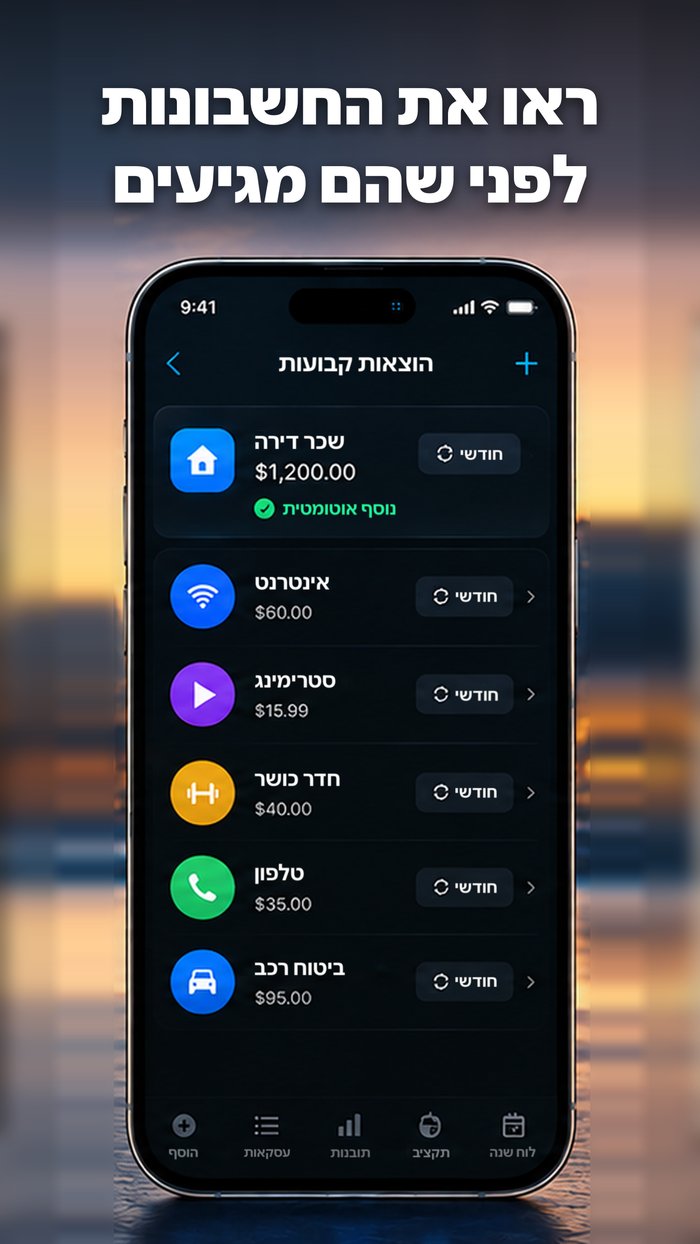 ראו את החשבונות
לפני שהם מגיעים
9:41
הוצאות קבועות
שכר דירה
$1,200.00
נוסף אוטומטית
חודשי
אינטרנט
$60.00
חודשי
סטרימינג
$15.99
חודשי
חדר כושר
$40.00
חודשי
טלפון
$35.00
חודשי
ביטוח רכב
$95.00
חודשי
לוח שנה
תקציב
תובנות
עסקאות
הוסף